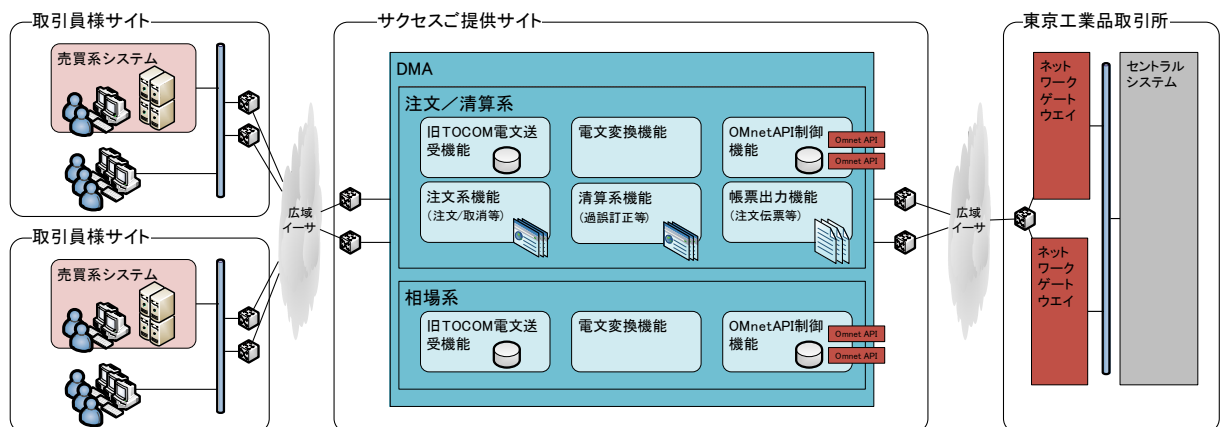 取引員様サイト
売買系システム
取引員様サイト
売買系システム
広域
イーサ
サクセスご提供サイト
DMA
注文／清算系
旧TOCOM電文送
受機能
電文変換機能
OMnetAPI制御
機能
Omnet API
Omnet API
注文系機能
（注文/取消等）
清算系機能
（過誤訂正等）
帳票出力機能
（注文伝票等）
相場系
旧TOCOM電文送
受機能
電文変換機能
OMnetAPI制御
機能
Omnet API
Omnet API
広域
イーサ
東京工業品取引所
ネット
ワーク
ゲート
ウエイ
ネット
ワーク
ゲート
ウエイ
セントラル
システム